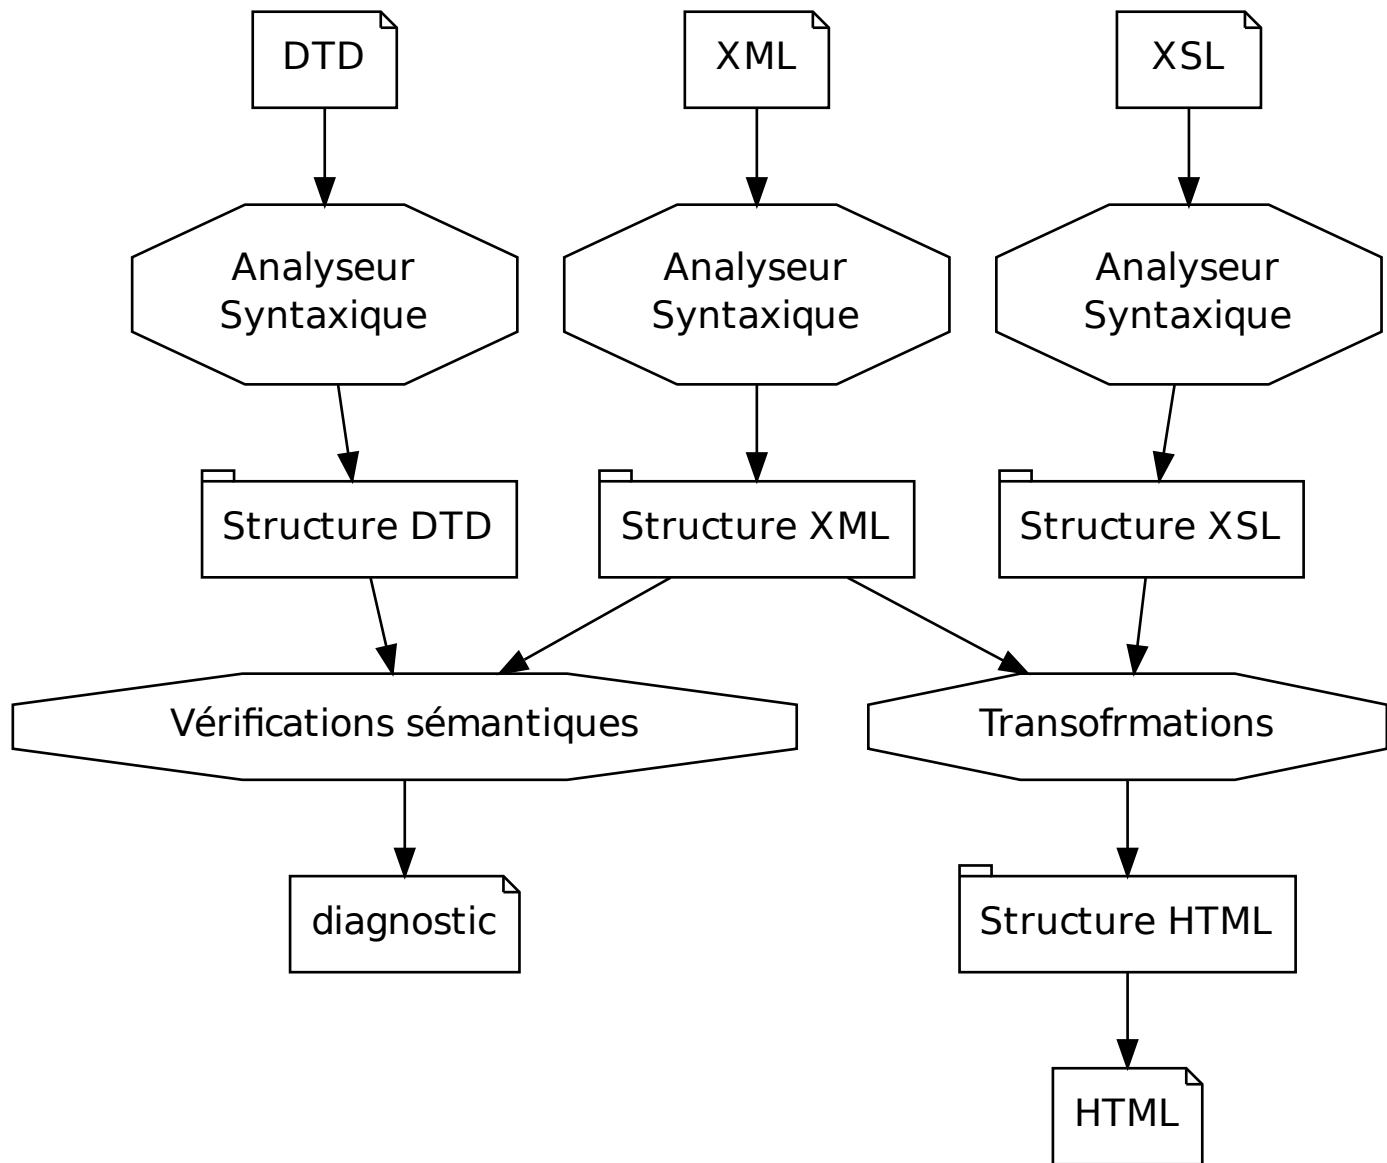 DTD
XML
XSL
Analyseur
Syntaxique
Analyseur
Syntaxique
Analyseur
Syntaxique
Structure DTD
Structure XML
Structure XSL
Vérifications sémantiques
Transofrmations
diagnostic
Structure HTML
HTML